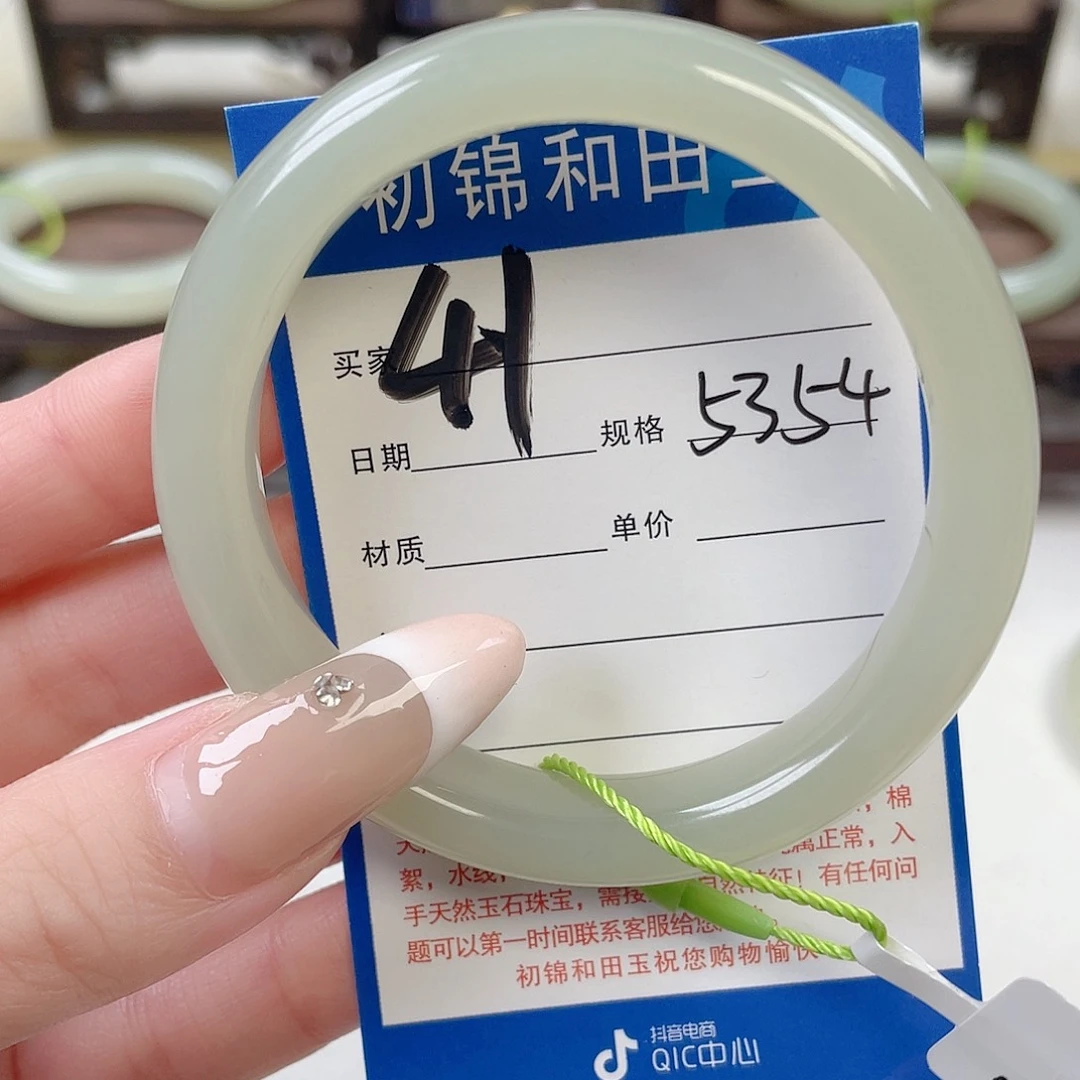 初锦和田玉
41
买家
日期 规格 5354
材质 单价
棉
属正常，入
絮，水线，自然特征！有任何问
手天然玉石珠宝，需接
题可以第一时间联系客服给您
初锦和田玉祝您购物愉快
抖音电商
QIC中心